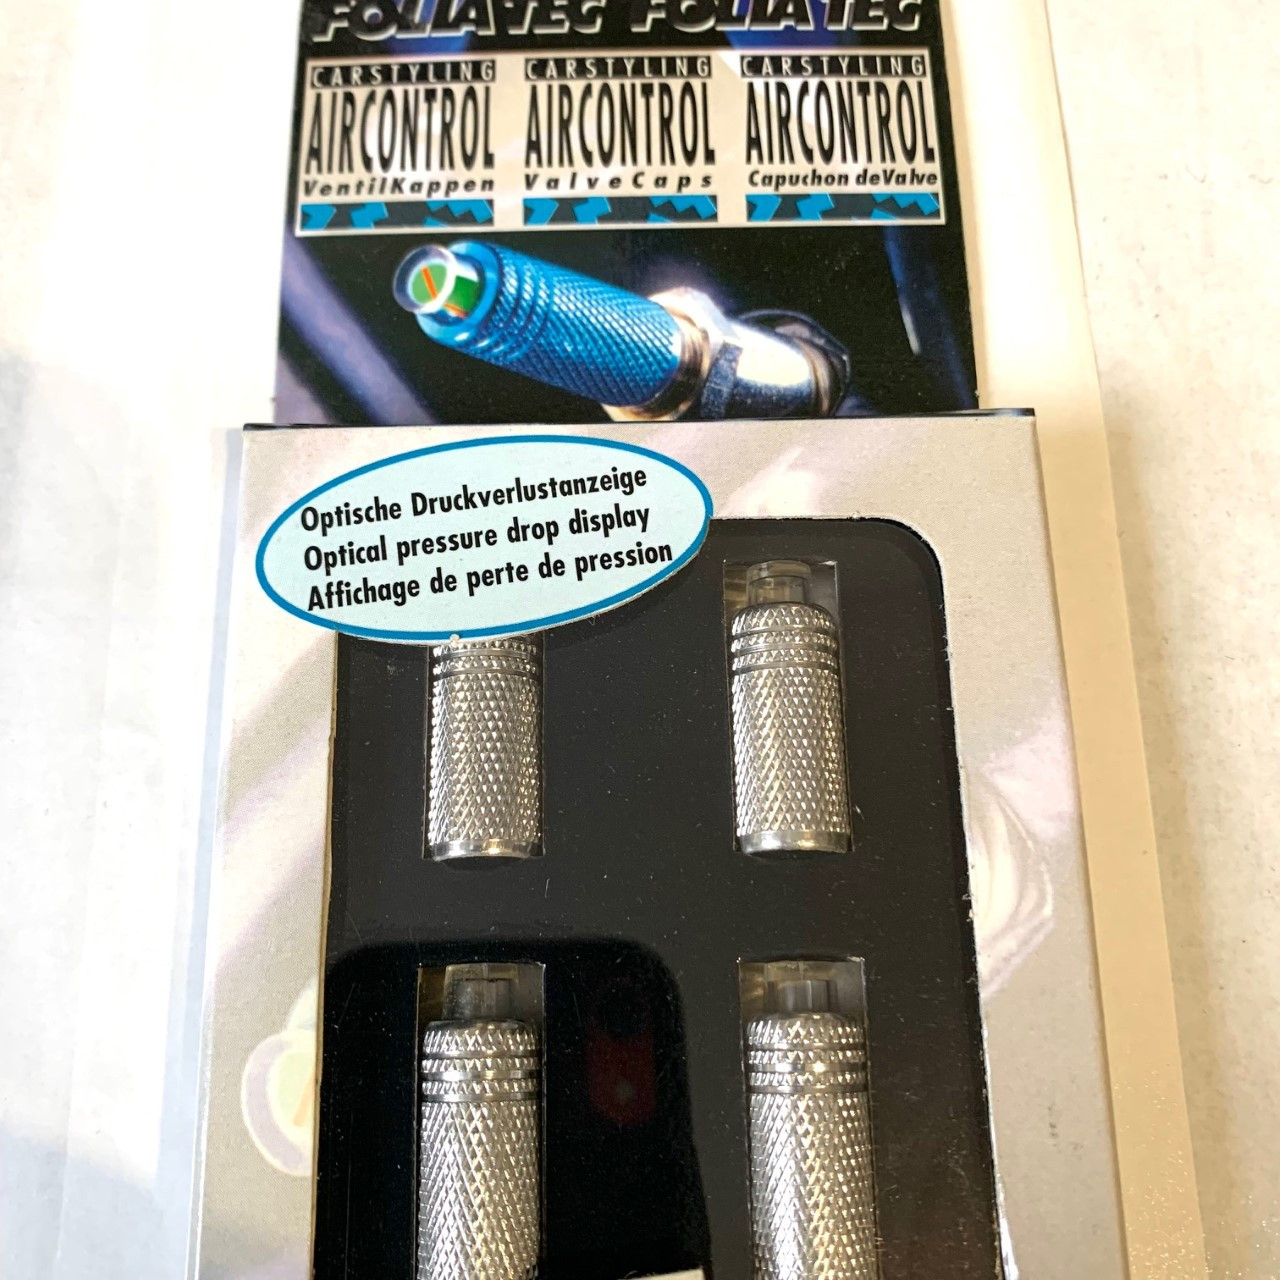 FOLIATEC FOLIATEC
CARSTYLING
AIRCONTROL
VentilKappen
CARSTYLING
AIRCONTROL
ValveCaps
CARSTYLING
AIRCONTROL
Capuchon deValve
Optische Druckverlustanzeige
Optical pressure drop display
Affichage de perte de pression